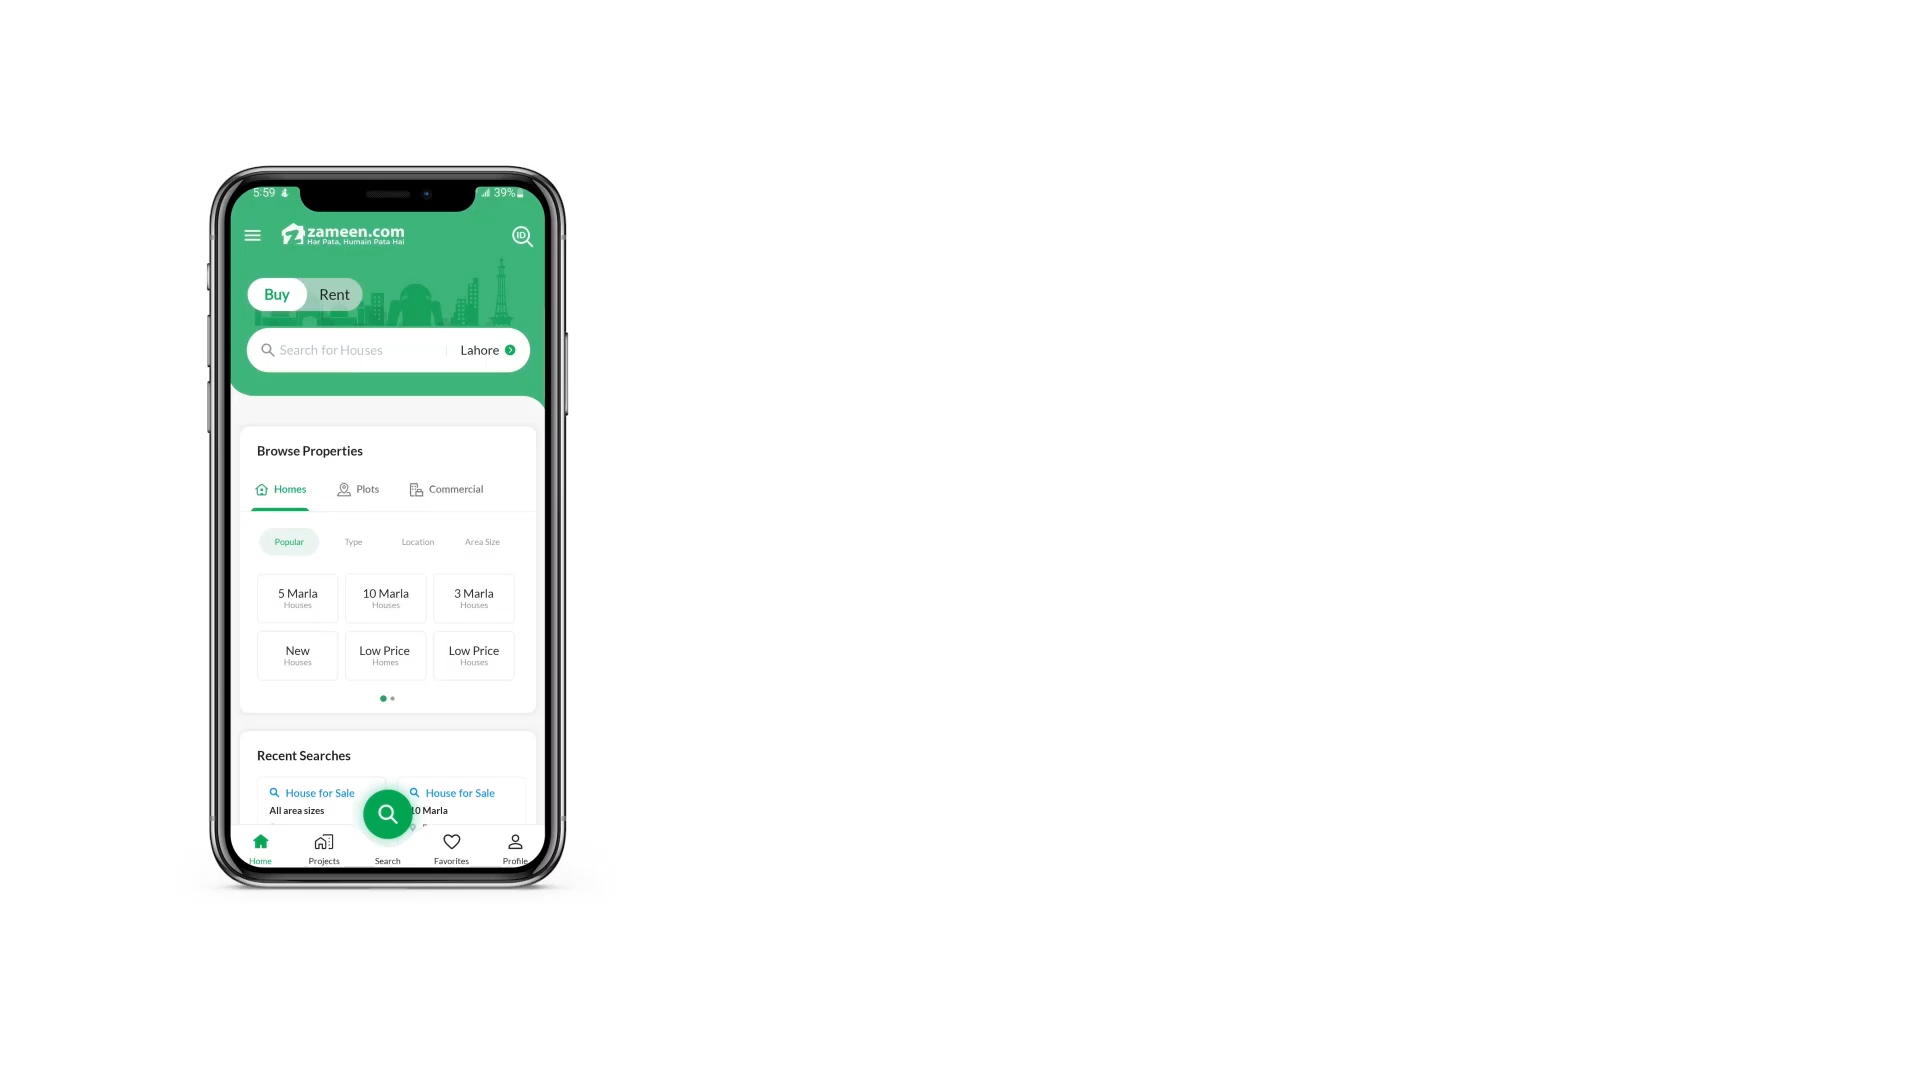 5:59 39%
zameen.com
Har Pata, Humain Pata Hai
ID
Buy Rent
Search for Houses Lahore
Browse Properties
Homes Plots Commercial
Popular Type Location Area Size
5 Marla 10 Marla 3 Marla
Houses Houses Houses
New Low Price Low Price
Houses Homes Houses
Recent Searches
House for Sale House for Sale
All area sizes 10 Marla
Home Projects Search Favorites Profile